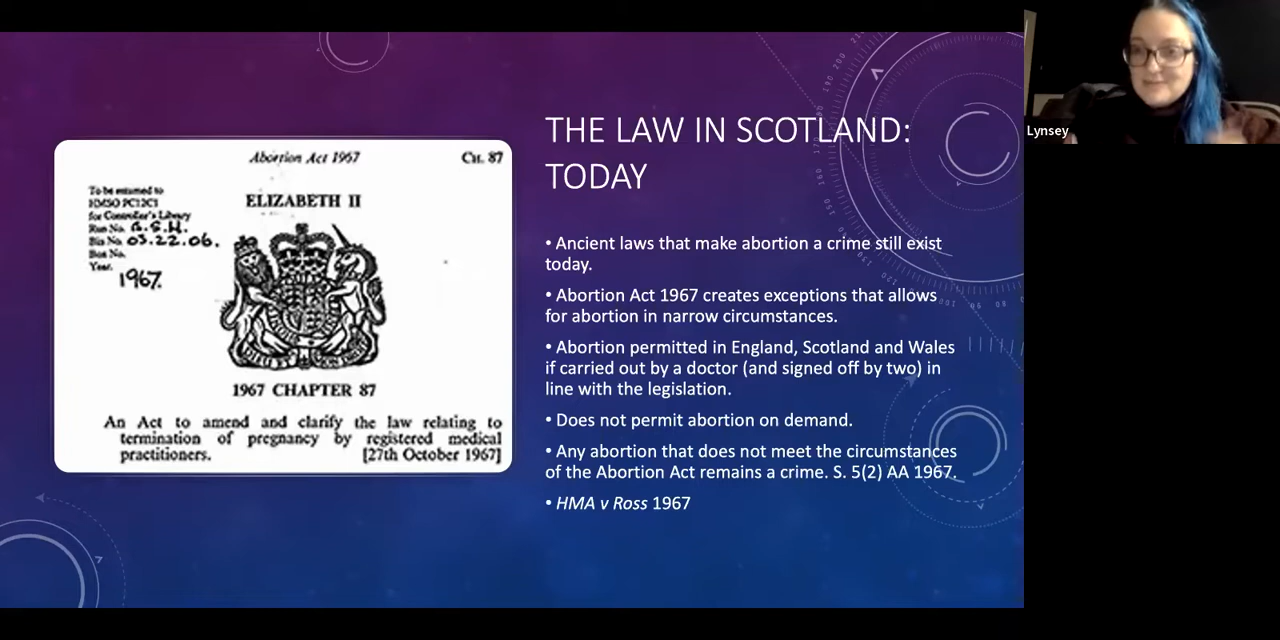 Abortion Act 1967
CH. 87
To be returned to
HMSO PC12C1
for Controller's Library
Run No. B.S.H.
Bin No. 03.22.06.
Box No.
Year.
1967.
ELIZABETH II
1967 CHAPTER 87
An Act to amend and clarify the law relating to
termination of pregnancy by registered medical
practitioners. [27th October 1967]
THE LAW IN SCOTLAND:
TODAY
• Ancient laws that make abortion a crime still exist
today.
• Abortion Act 1967 creates exceptions that allows
for abortion in narrow circumstances.
• Abortion permitted in England, Scotland and Wales
if carried out by a doctor (and signed off by two) in
line with the legislation.
• Does not permit abortion on demand.
• Any abortion that does not meet the circumstances
of the Abortion Act remains a crime. S. 5(2) AA 1967.
• HMA v Ross 1967
Lynsey